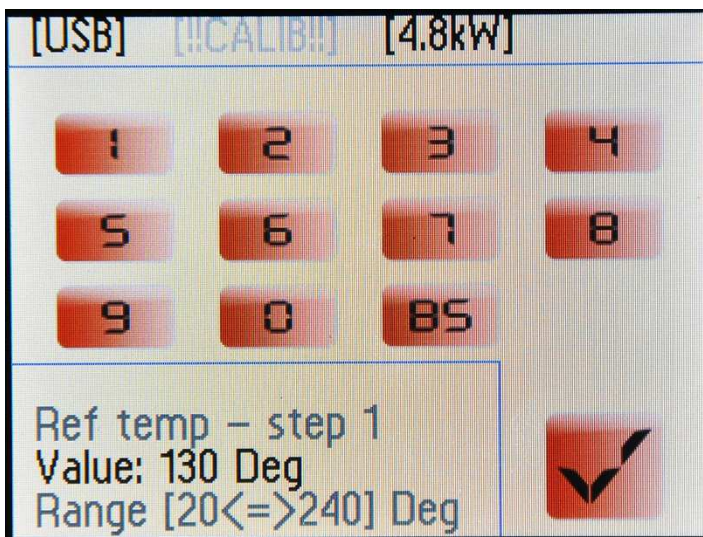 [USB] [!!CALIB!!] [4.8kW]
1 2 3 4
5 6 7 8
9 0 BS
Ref temp – step 1
Value: 130 Deg
Range [20<=>240] Deg